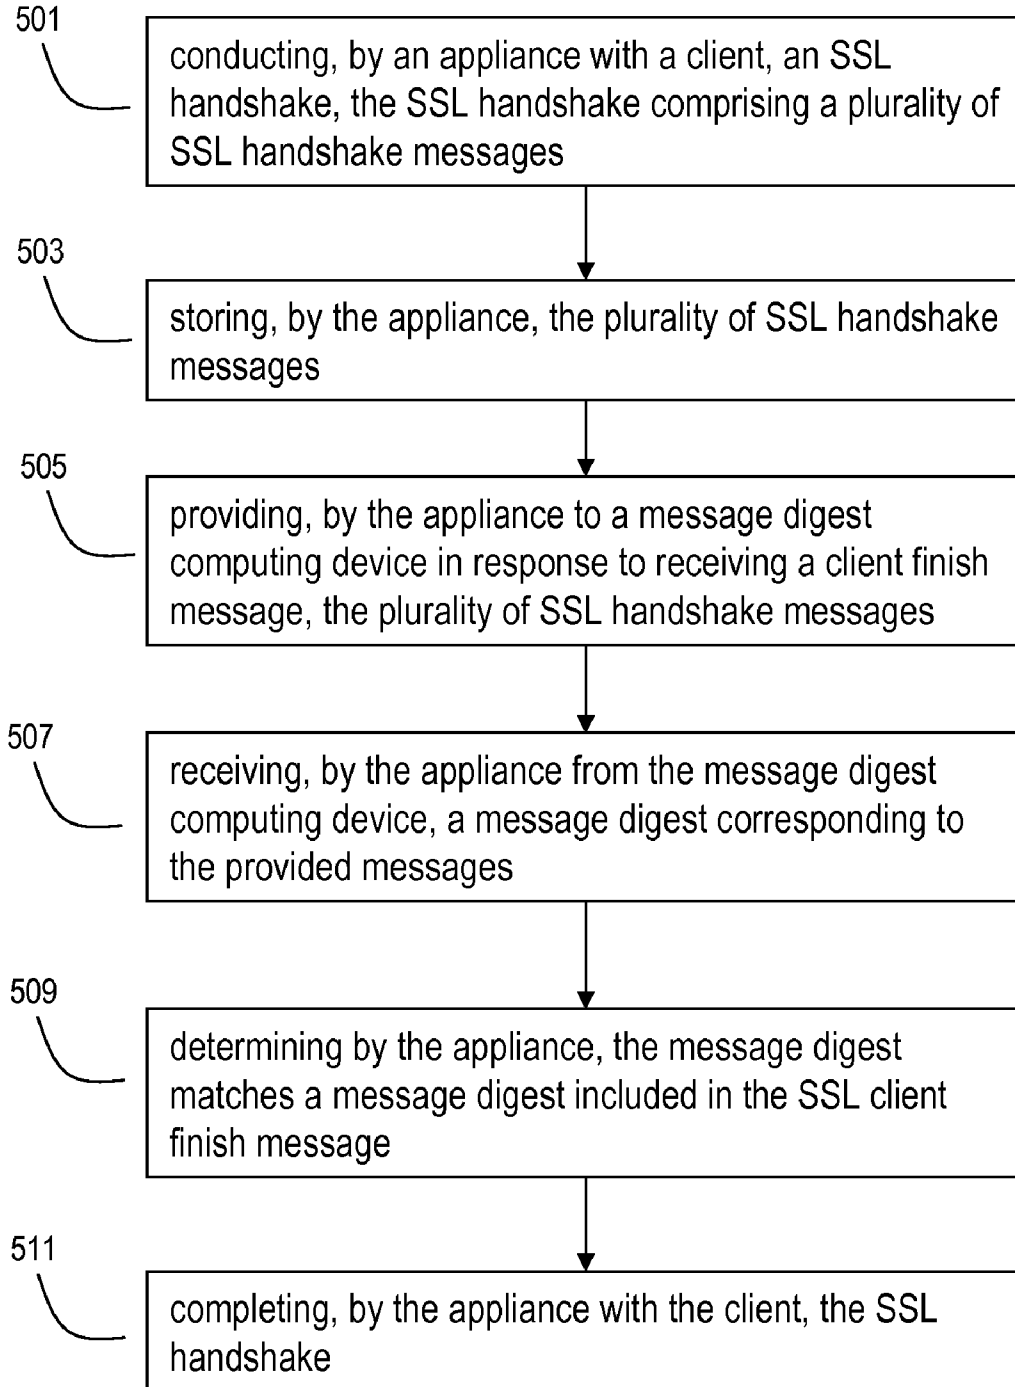 501
conducting, by an appliance with a client, an SSL
handshake, the SSL handshake comprising a plurality of
SSL handshake messages
503
storing, by the appliance, the plurality of SSL handshake
messages
505
providing, by the appliance to a message digest
computing device in response to receiving a client finish
message, the plurality of SSL handshake messages
507
receiving, by the appliance from the message digest
computing device, a message digest corresponding to
the provided messages
509
determining by the appliance, the message digest
matches a message digest included in the SSL client
finish message
511
completing, by the appliance with the client, the SSL
handshake